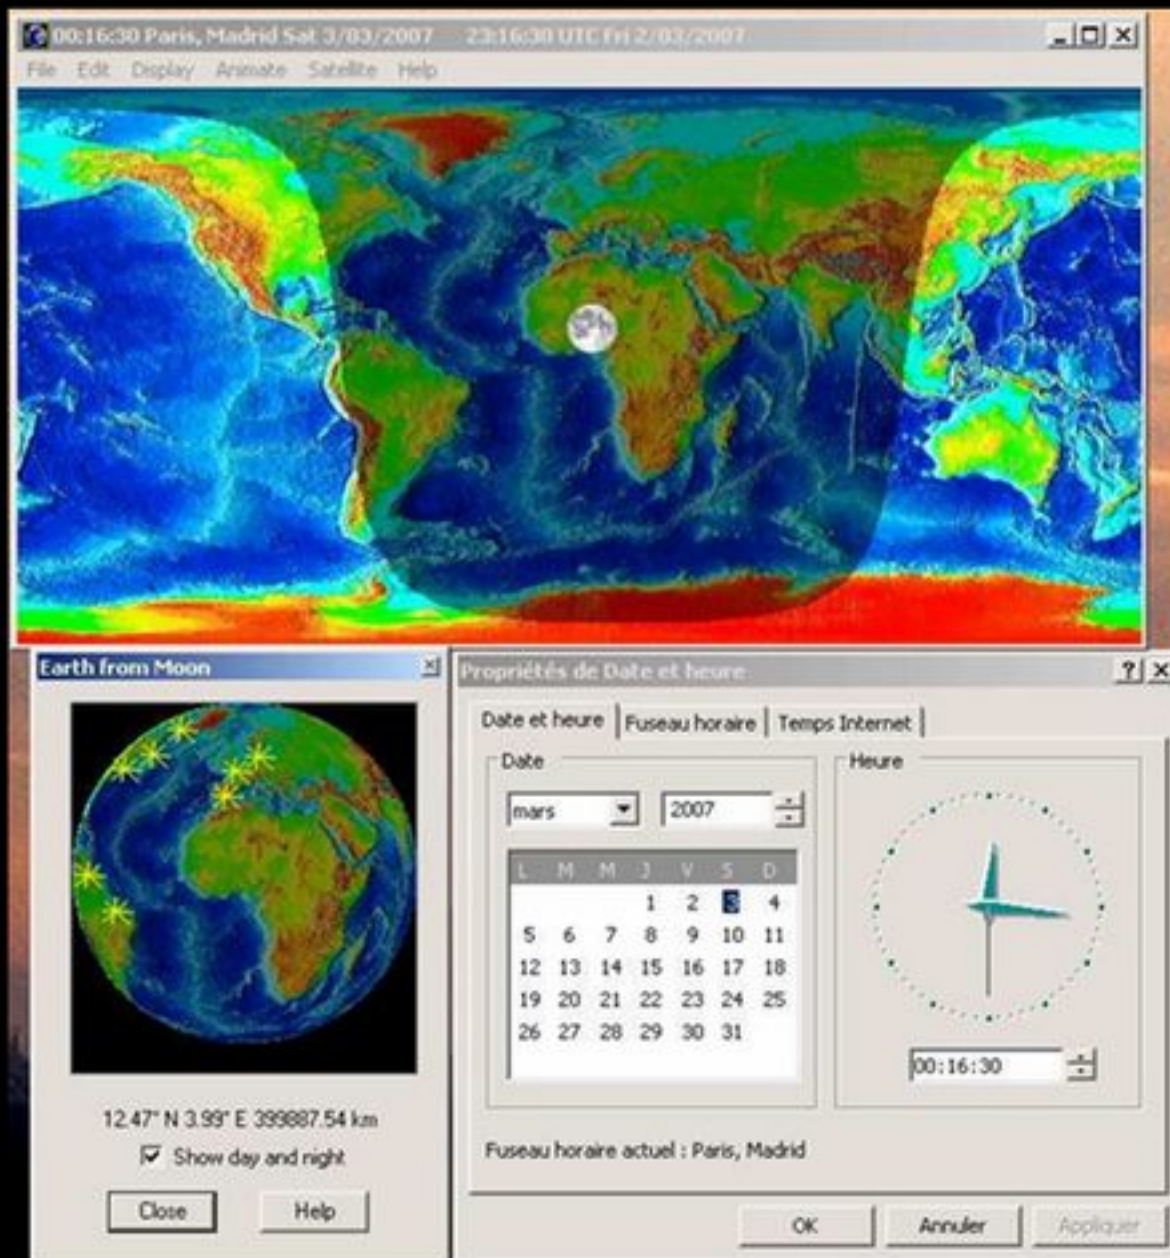 00:16:30 Paris, Madrid Sat 3/03/2007 23:16:30 UTC Fri 2/03/2007
File Edit Display Animate Satellite Help
Earth from Moon
12.47° N 3.99° E 399887.54 km
Show day and night
Close Help
Propriétés de Date et heure
Date et heure Fuseau horaire Temps Internet
Date Heure
mars 2007
L M M J V S D
1 2 3 4
5 6 7 8 9 10 11
12 13 14 15 16 17 18
19 20 21 22 23 24 25
26 27 28 29 30 31
00:16:30
Fuseau horaire actuel : Paris, Madrid
OK Annuler Appliquer